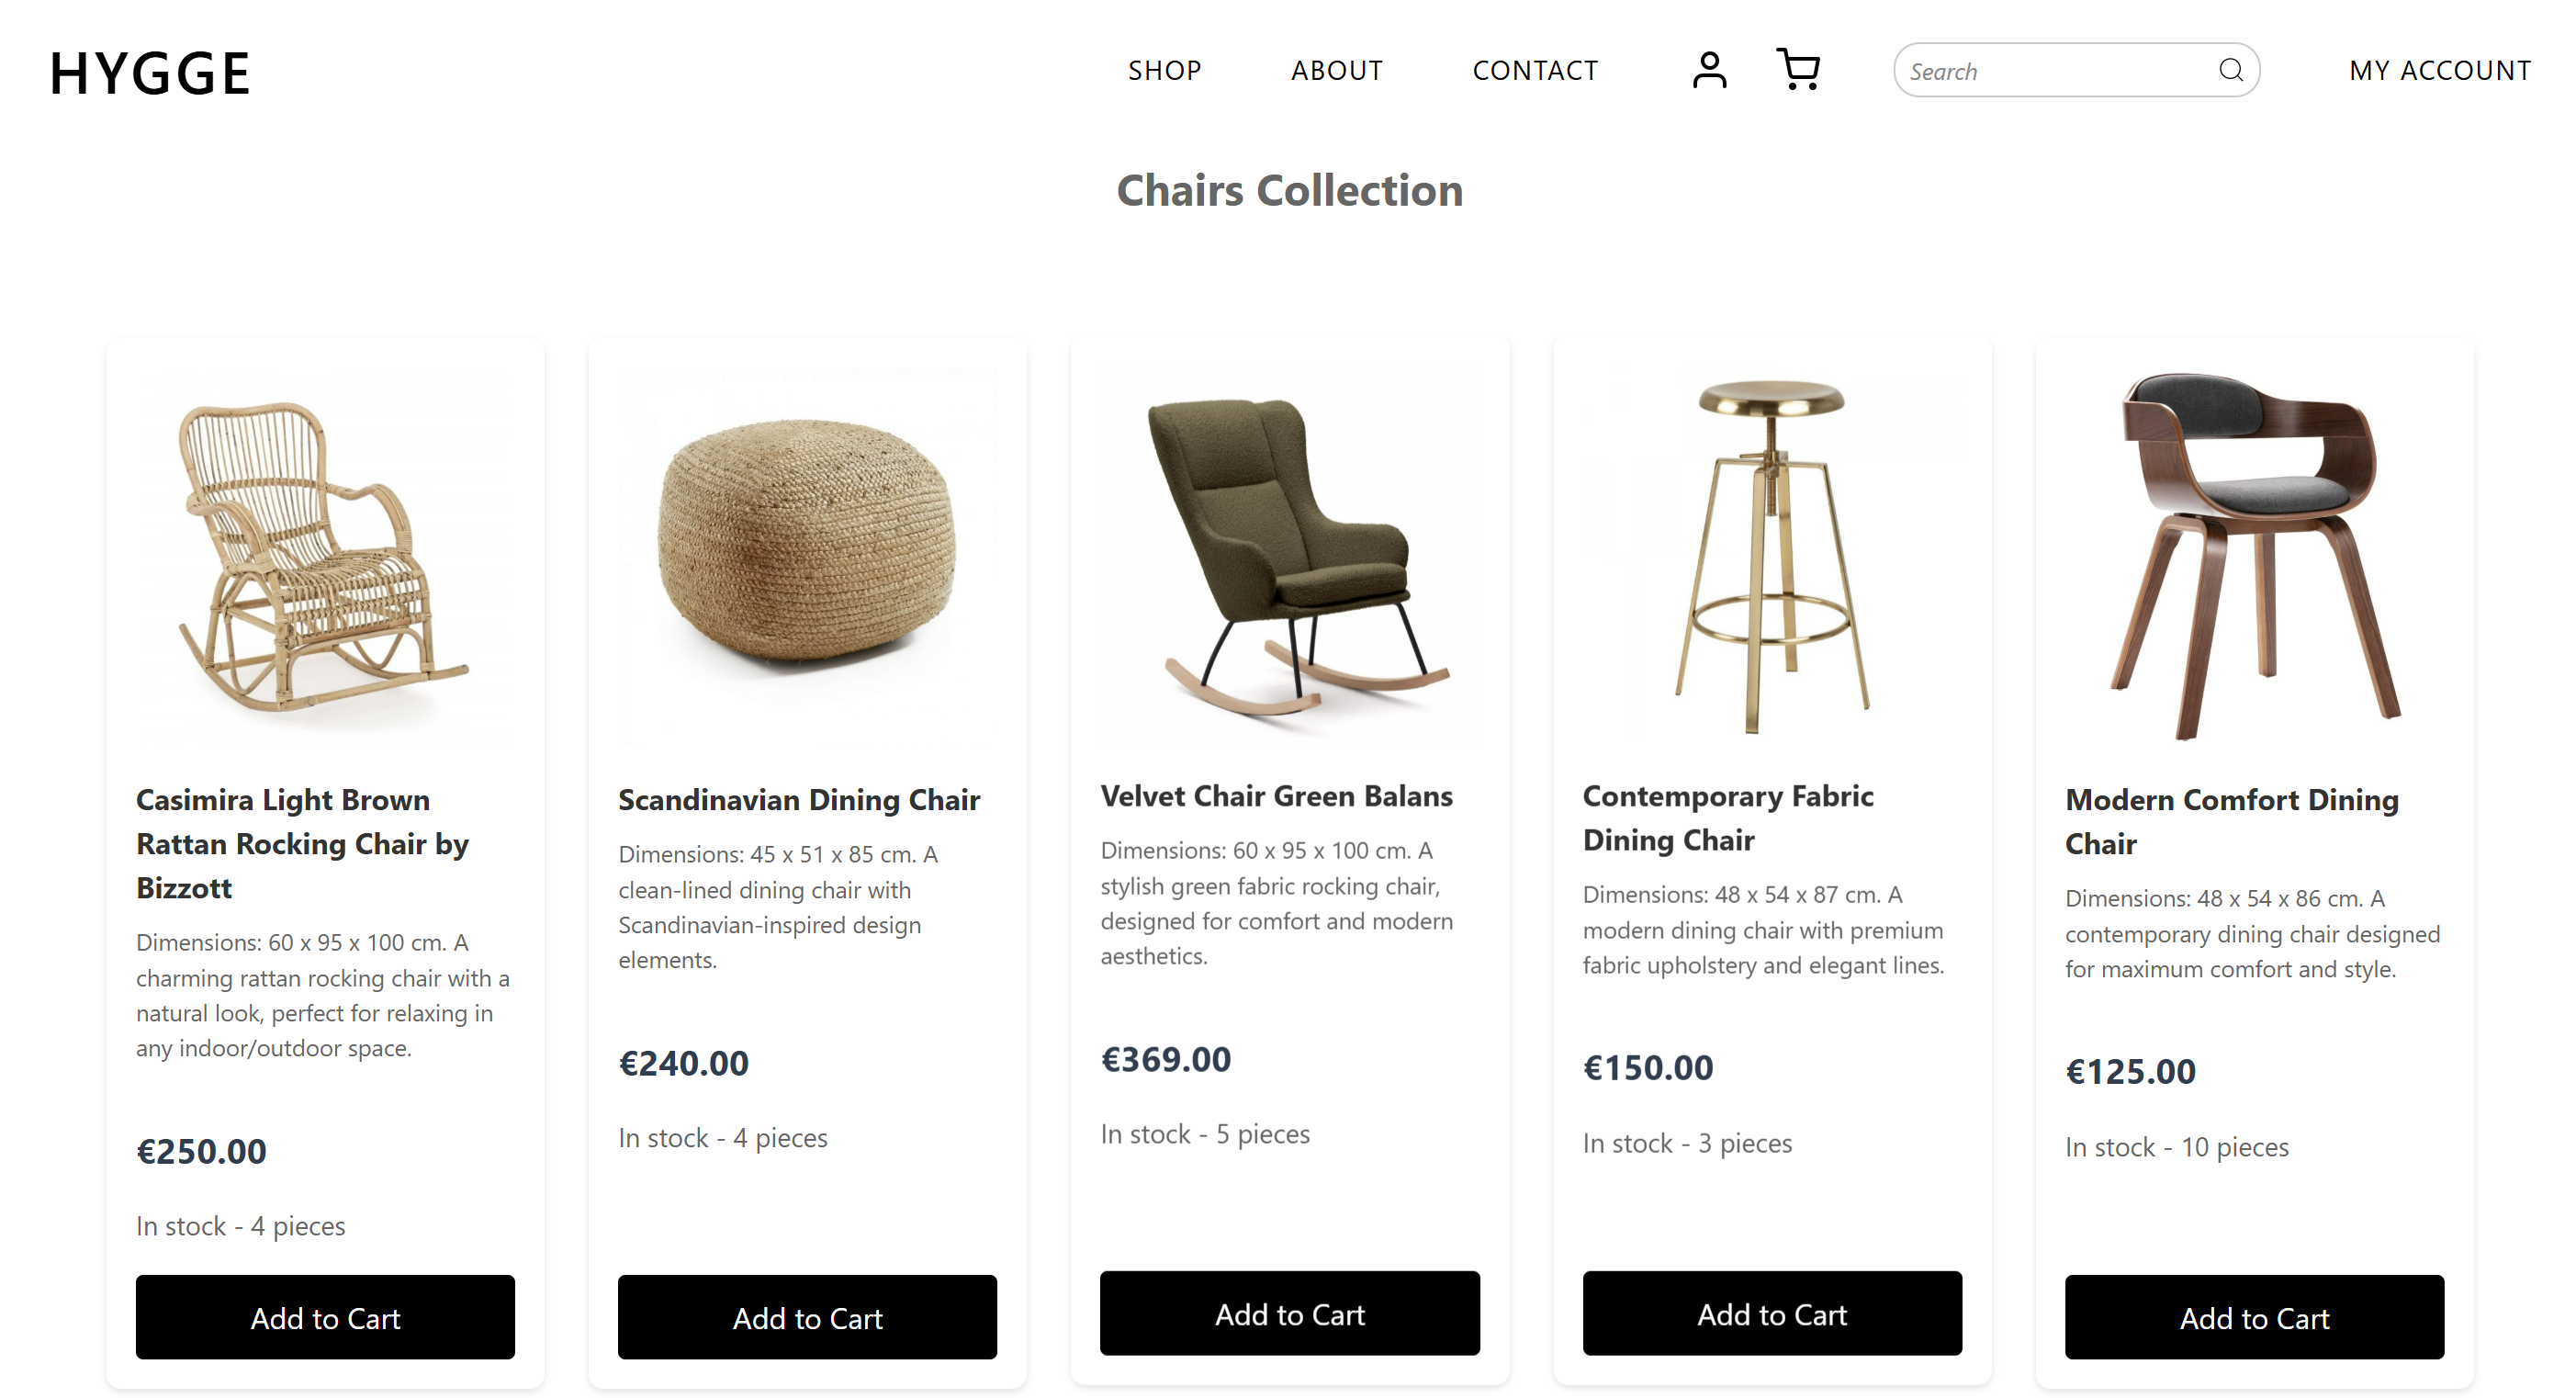 HYGGE
SHOP
ABOUT
CONTACT
Search
MY ACCOUNT
Chairs Collection
Casimira Light Brown
Rattan Rocking Chair by
Bizzott
Dimensions: 60 x 95 x 100 cm. A
charming rattan rocking chair with a
natural look, perfect for relaxing in
any indoor/outdoor space.
€250.00
In stock - 4 pieces
Add to Cart
Scandinavian Dining Chair
Dimensions: 45 x 51 x 85 cm. A
clean-lined dining chair with
Scandinavian-inspired design
elements.
€240.00
In stock - 4 pieces
Add to Cart
Velvet Chair Green Balans
Dimensions: 60 x 95 x 100 cm. A
stylish green fabric rocking chair,
designed for comfort and modern
aesthetics.
€369.00
In stock - 5 pieces
Add to Cart
Contemporary Fabric
Dining Chair
Dimensions: 48 x 54 x 87 cm. A
modern dining chair with premium
fabric upholstery and elegant lines.
€150.00
In stock - 3 pieces
Add to Cart
Modern Comfort Dining
Chair
Dimensions: 48 x 54 x 86 cm. A
contemporary dining chair designed
for maximum comfort and style.
€125.00
In stock - 10 pieces
Add to Cart